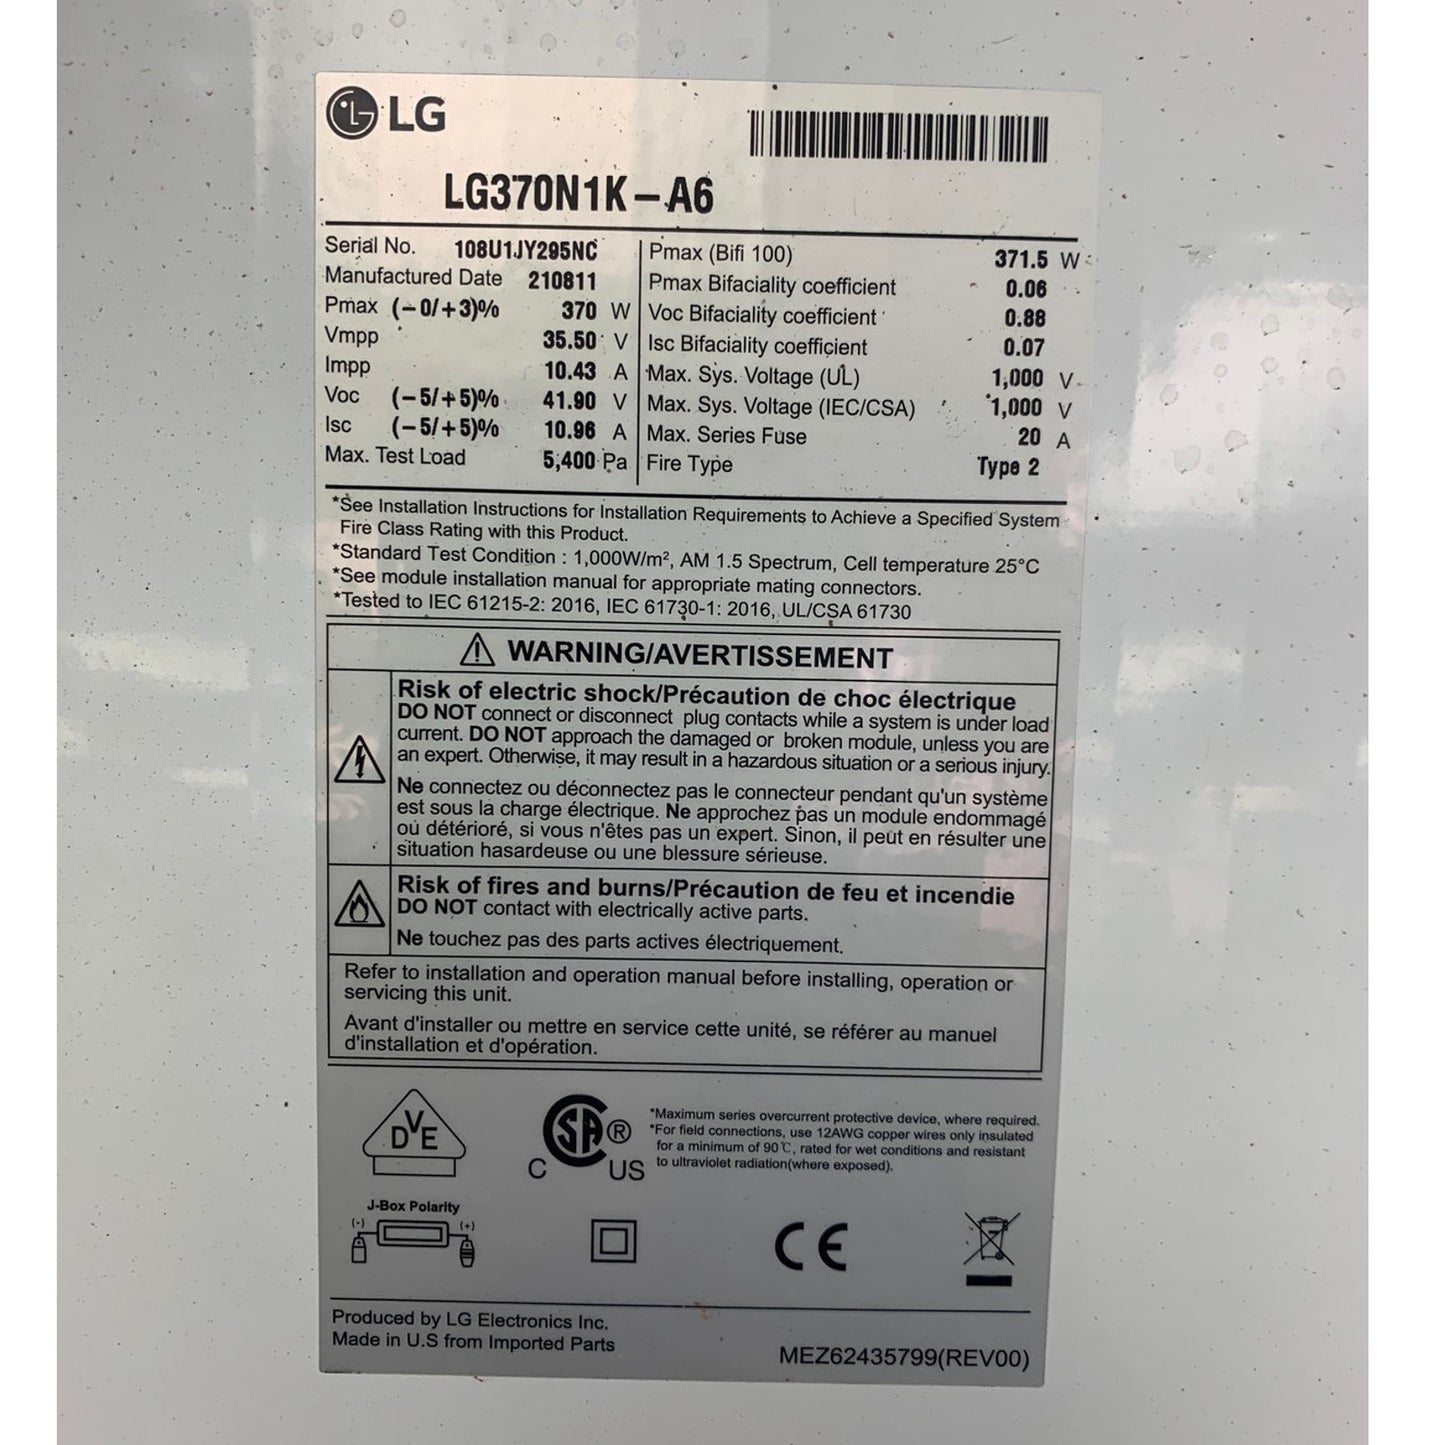 LG
LG370N1K-A6
Serial No. 108U1JY295NC
Manufactured Date 210811
Pmax (-0/+3)% 370 W
Vmpp 35.50 V
Impp 10.43 A
Voc (-5/+5)% 41.90 V
Isc (-5/+5)% 10.96 A
Max. Test Load 5,400 Pa
Pmax (Bifi 100) 371.5 W
Pmax Bifaciality coefficient 0.06
Voc Bifaciality coefficient 0.88
Isc Bifaciality coefficient 0.07
Max. Sys. Voltage (UL) 1,000 V
Max. Sys. Voltage (IEC/CSA) 1,000 V
Max. Series Fuse 20 A
Fire Type Type 2
*See Installation Instructions for Installation Requirements to Achieve a Specified System
Fire Class Rating with this Product.
*Standard Test Condition : 1,000W/m², AM 1.5 Spectrum, Cell temperature 25°C
*See module installation manual for appropriate mating connectors.
*Tested to IEC 61215-2: 2016, IEC 61730-1: 2016, UL/CSA 61730
WARNING/AVERTISSEMENT
Risk of electric shock/Précaution de choc électrique
DO NOT connect or disconnect plug contacts while a system is under load
current. DO NOT approach the damaged or broken module, unless you are
an expert. Otherwise, it may result in a hazardous situation or a serious injury.
Ne connectez ou déconnectez pas le connecteur pendant qu'un système
est sous la charge électrique. Ne approchez pas un module endommagé
où détérioré, si vous n'êtes pas un expert. Sinon, il peut en résulter une
situation hasardeuse ou une blessure sérieuse.
Risk of fires and burns/Précaution de feu et incendie
DO NOT contact with electrically active parts.
Ne touchez pas des parts actives électriquement.
Refer to installation and operation manual before installing, operation or
servicing this unit.
Avant d'installer ou mettre en service cette unité, se référer au manuel
d'installation et d'opération.
DVE
C SA ® US
*Maximum series overcurrent protective device, where required.
*For field connections, use 12AWG copper wires only insulated
for a minimum of 90℃, rated for wet conditions and resistant
to ultraviolet radiation(where exposed).
J-Box Polarity
(-) (+)
CE
Produced by LG Electronics Inc.
Made in U.S from Imported Parts
MEZ62435799(REV00)